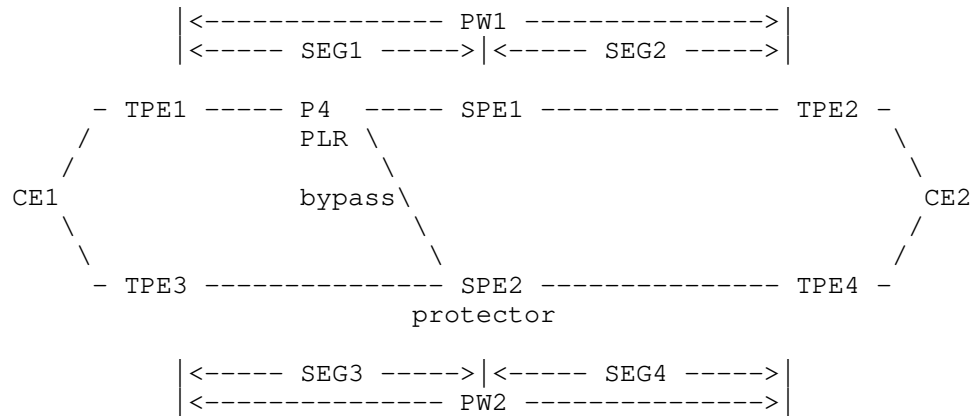 |<--------------- PW1 --------------->|
|<----- SEG1 ----->|<----- SEG2 ----->|
- TPE1 ----- P4 ----- SPE1 --------------- TPE2 -
/ PLR \ \
/ \ \
CE1 bypass\ CE2
\ \ /
\ \ /
- TPE3 --------------- SPE2 --------------- TPE4 -
protector
|<----- SEG3 ----->|<----- SEG4 ----->|
|<--------------- PW2 --------------->|